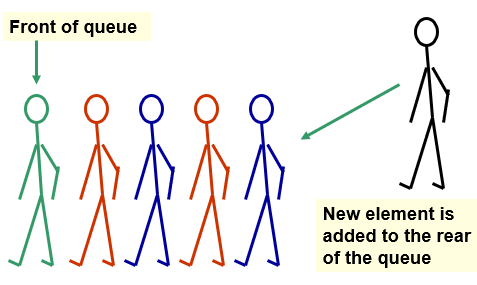 Front of queue
New element is
added to the rear
of the queue